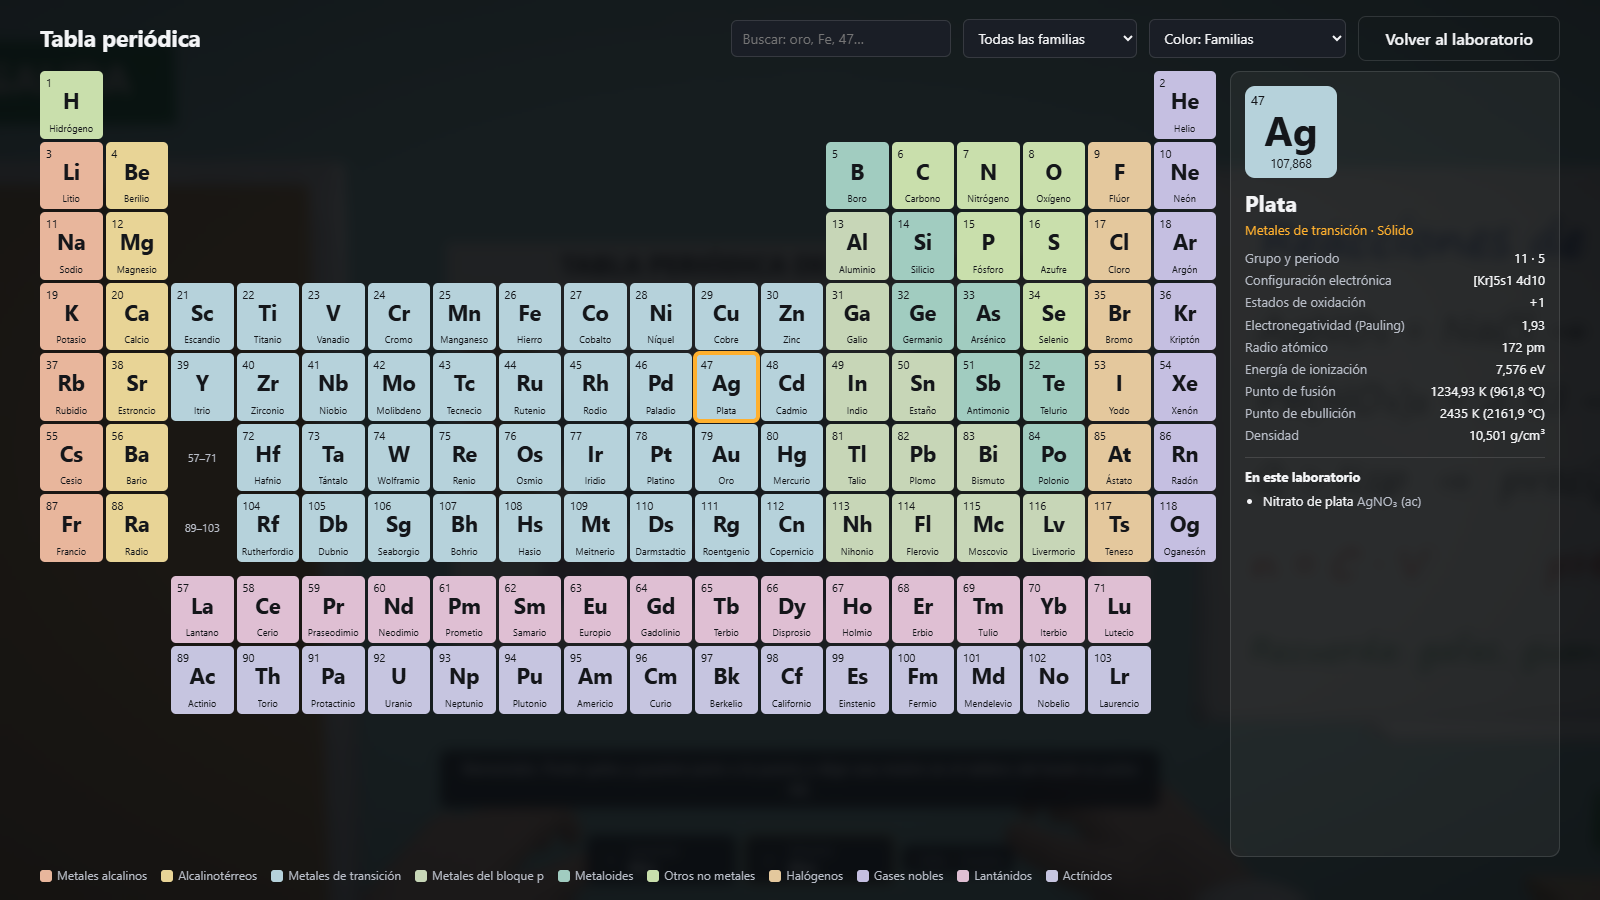 Tabla periódica
Buscar: oro, Fe, 47...
Todas las familias
Color: Familias
Volver al laboratorio
1 H Hidrógeno
2 He Helio
3 Li Litio
4 Be Berilio
5 B Boro
6 C Carbono
7 N Nitrógeno
8 O Oxígeno
9 F Flúor
10 Ne Neón
11 Na Sodio
12 Mg Magnesio
13 Al Aluminio
14 Si Silicio
15 P Fósforo
16 S Azufre
17 Cl Cloro
18 Ar Argón
19 K Potasio
20 Ca Calcio
21 Sc Escandio
22 Ti Titanio
23 V Vanadio
24 Cr Cromo
25 Mn Manganeso
26 Fe Hierro
27 Co Cobalto
28 Ni Níquel
29 Cu Cobre
30 Zn Zinc
31 Ga Galio
32 Ge Germanio
33 As Arsénico
34 Se Selenio
35 Br Bromo
36 Kr Kriptón
37 Rb Rubidio
38 Sr Estroncio
39 Y Itrio
40 Zr Zirconio
41 Nb Niobio
42 Mo Molibdeno
43 Tc Tecnecio
44 Ru Rutenio
45 Rh Rodio
46 Pd Paladio
47 Ag Plata
48 Cd Cadmio
49 In Indio
50 Sn Estaño
51 Sb Antimonio
52 Te Telurio
53 I Yodo
54 Xe Xenón
55 Cs Cesio
56 Ba Bario
57–71
72 Hf Hafnio
73 Ta Tántalo
74 W Wolframio
75 Re Renio
76 Os Osmio
77 Ir Iridio
78 Pt Platino
79 Au Oro
80 Hg Mercurio
81 Tl Talio
82 Pb Plomo
83 Bi Bismuto
84 Po Polonio
85 At Ástato
86 Rn Radón
87 Fr Francio
88 Ra Radio
89–103
104 Rf Rutherfordio
105 Db Dubnio
106 Sg Seaborgio
107 Bh Bohrio
108 Hs Hasio
109 Mt Meitnerio
110 Ds Darmstadtio
111 Rg Roentgenio
112 Cn Copernicio
113 Nh Nihonio
114 Fl Flerovio
115 Mc Moscovio
116 Lv Livermorio
117 Ts Teneso
118 Og Oganesón
57 La Lantano
58 Ce Cerio
59 Pr Praseodimio
60 Nd Neodimio
61 Pm Prometio
62 Sm Samario
63 Eu Europio
64 Gd Gadolinio
65 Tb Terbio
66 Dy Disprosio
67 Ho Holmio
68 Er Erbio
69 Tm Tulio
70 Yb Iterbio
71 Lu Lutecio
89 Ac Actinio
90 Th Torio
91 Pa Protactinio
92 U Uranio
93 Np Neptunio
94 Pu Plutonio
95 Am Americio
96 Cm Curio
97 Bk Berkelio
98 Cf Californio
99 Es Einstenio
100 Fm Fermio
101 Md Mendelevio
102 No Nobelio
103 Lr Laurencio
47
Ag
107,868
Plata
Metales de transición · Sólido
Grupo y periodo 11 · 5
Configuración electrónica [Kr]5s1 4d10
Estados de oxidación +1
Electronegatividad (Pauling) 1,93
Radio atómico 172 pm
Energía de ionización 7,576 eV
Punto de fusión 1234,93 K (961,8 °C)
Punto de ebullición 2435 K (2161,9 °C)
Densidad 10,501 g/cm³
En este laboratorio
• Nitrato de plata AgNO₃ (ac)
Metales alcalinos
Alcalinotérreos
Metales de transición
Metales del bloque p
Metaloides
Otros no metales
Halógenos
Gases nobles
Lantánidos
Actínidos